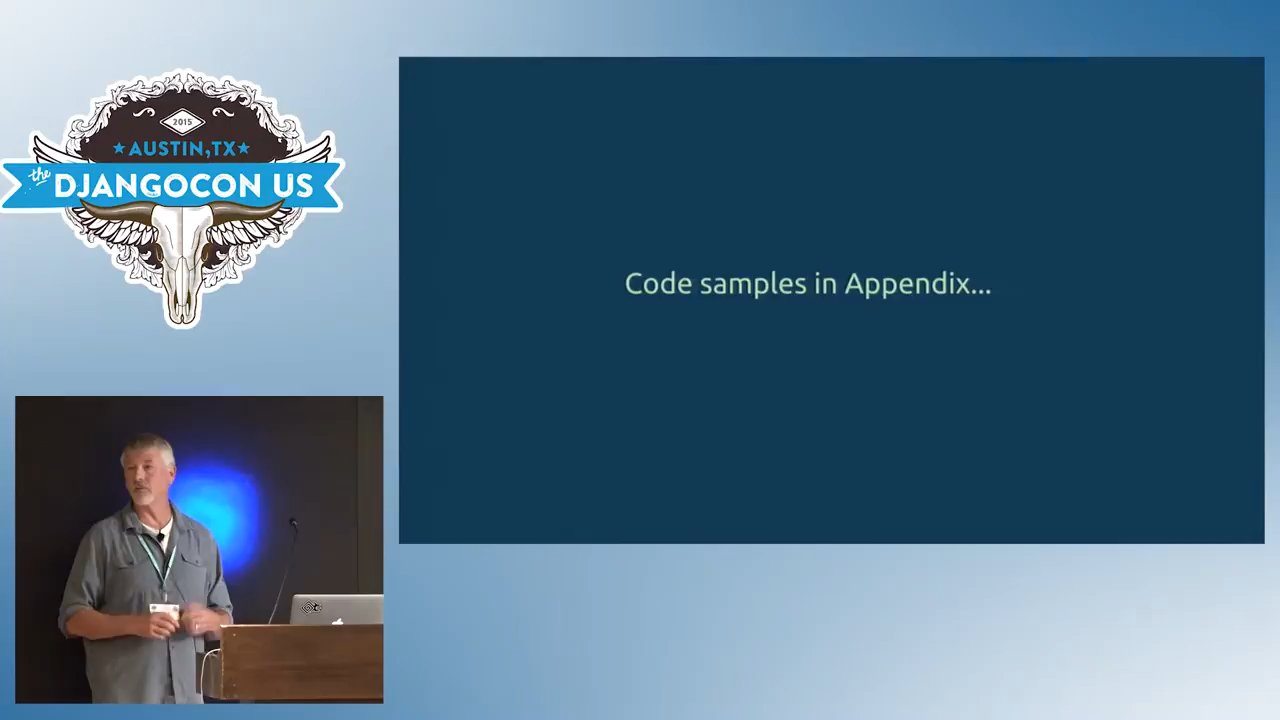 2015
AUSTIN,TX
the
DJANGOCON US
Code samples in Appendix...